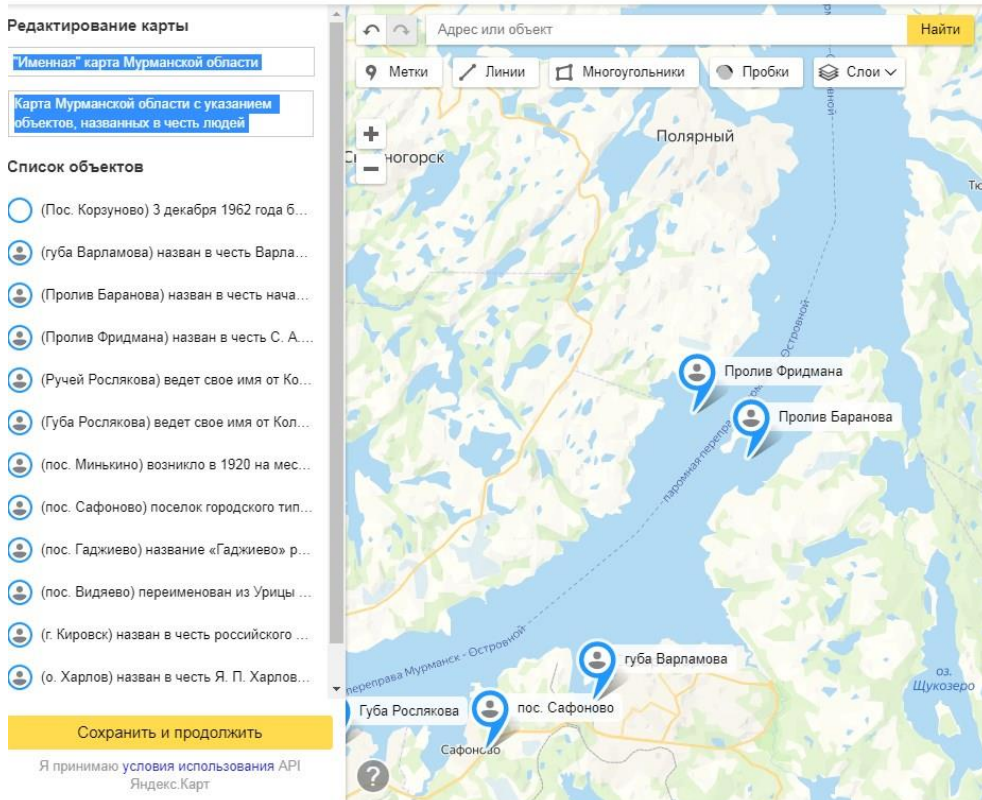 Редактирование карты
"Именная" карта Мурманской области
Карта Мурманской области с указанием
объектов, названных в честь людей
Список объектов
(Пос. Корзуново) 3 декабря 1962 года б...
(губа Варламова) назван в честь Варла...
(Пролив Баранова) назван в честь нача...
(Пролив Фридмана) назван в честь С. А....
(Ручей Рослякова) ведет свое имя от Ко...
(Губа Рослякова) ведет свое имя от Кол...
(пос. Минькино) возникло в 1920 на мес...
(пос. Сафоново) поселок городского тип...
(пос. Гаджиево) название «Гаджиево» р...
(пос. Видяево) переименован из Урицы ...
(г. Кировск) назван в честь российского ...
(о. Харлов) назван в честь Я. П. Харлов...
Сохранить и продолжить
Я принимаю условия использования API
Яндекс.Карт
Адрес или объект
Найти
Метки
Линии
Многоугольники
Пробки
Слои
+
−
Полярный
ногорск
Островной
Пролив Фридмана
Пролив Баранова
паромная переправа
переправа Мурманск - Островной
губа Варламова
оз.
Щукозеро
Губа Рослякова
пос. Сафоново
Сафоново
?